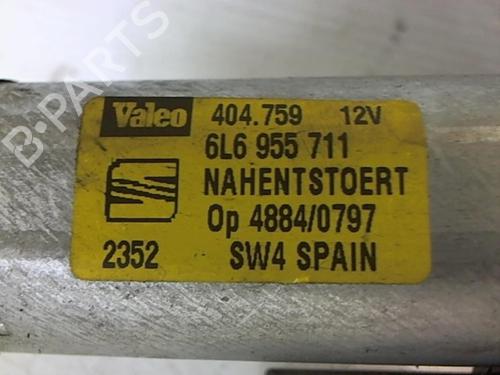 B-PARTS
Valeo 404.759 12V
6L6 955 711
NAHENTSTOERT
Op 4884/0797
2352 SW4 SPAIN